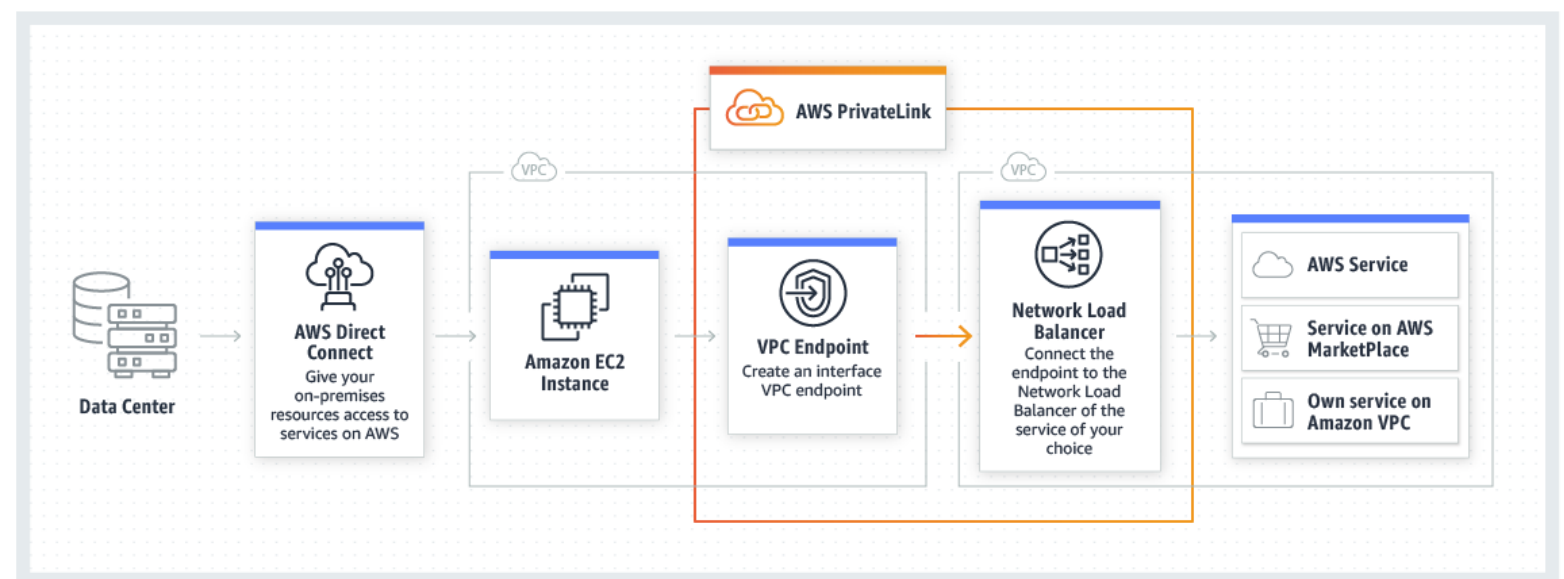 AWS PrivateLink
VPC
VPC
Data Center
AWS Direct
Connect
Give your
on-premises
resources access to
services on AWS
Amazon EC2
Instance
VPC Endpoint
Create an interface
VPC endpoint
Network Load
Balancer
Connect the
endpoint to the
Network Load
Balancer of the
service of your
choice
AWS Service
Service on AWS
MarketPlace
Own service on
Amazon VPC